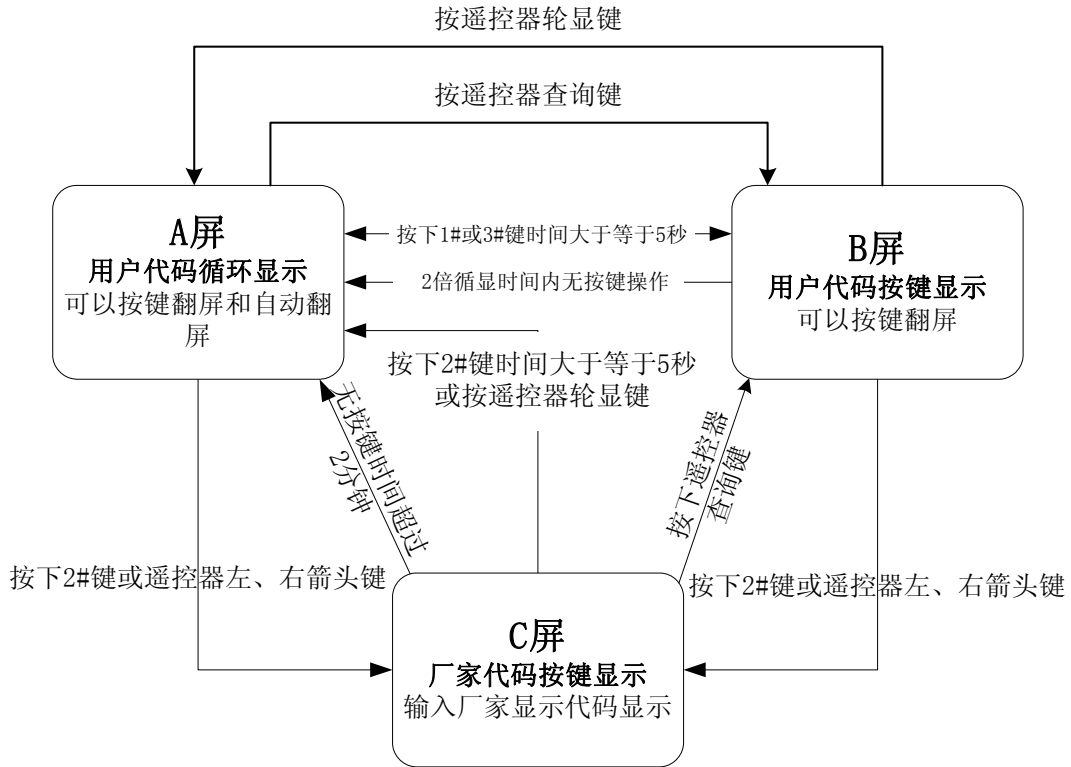 按遥控器轮显键
按遥控器查询键
A屏
用户代码循环显示
可以按键翻屏和自动翻
屏
按下1#或3#键时间大于等于5秒
2倍循显时间内无按键操作
B屏
用户代码按键显示
可以按键翻屏
按下2#键时间大于等于5秒
或按遥控器轮显键
无按键时间超过
2分钟
按下遥控器
查询键
按下2#键或遥控器左、右箭头键
按下2#键或遥控器左、右箭头键
C屏
厂家代码按键显示
输入厂家显示代码显示